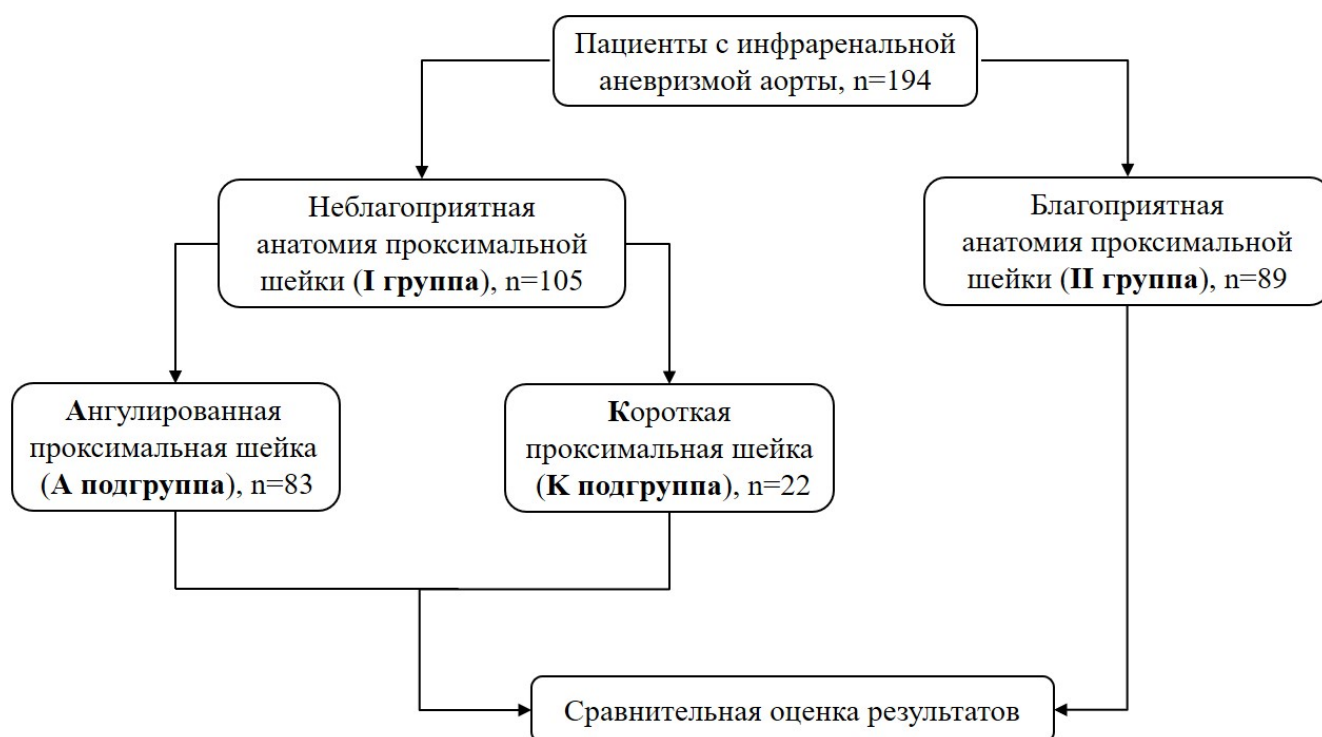 Пациенты с инфраренальной
аневризмой аорты, n=194
Неблагоприятная
анатомия проксимальной
шейки (I группа), n=105
Благоприятная
анатомия проксимальной
шейки (II группа), n=89
Ангулированная
проксимальная шейка
(А подгруппа), n=83
Короткая
проксимальная шейка
(К подгруппа), n=22
Сравнительная оценка результатов